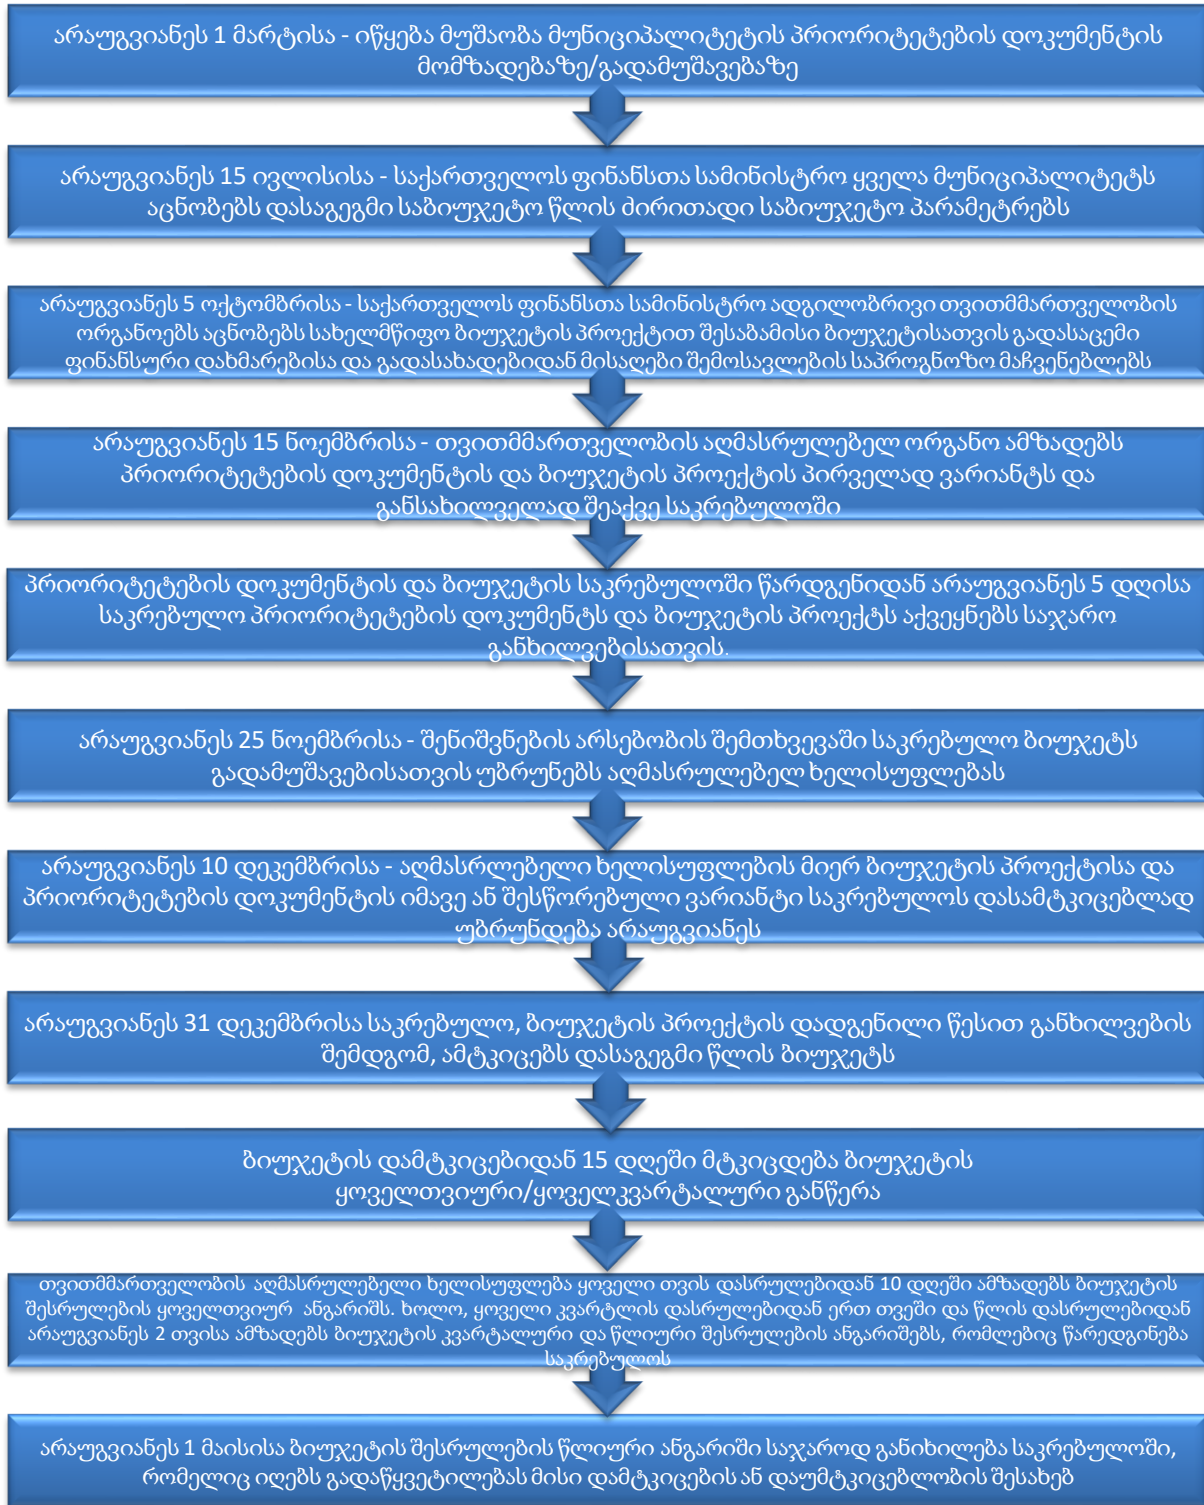 არაუგვიანეს 1 მარტისა - იწყება მუშაობა მუნიციპალიტეტის პრიორიტეტების დოკუმენტის
მომზადებაზე/გადამუშავებაზე
არაუგვიანეს 15 ივლისისა - საქართველოს ფინანსთა სამინისტრო ყველა მუნიციპალიტეტს
აცნობებს დასაგეგმი საბიუჯეტო წლის ძირითადი საბიუჯეტო პარამეტრებს
არაუგვიანეს 5 ოქტომბრისა - საქართველოს ფინანსთა სამინისტრო ადგილობრივი თვითმმართველობის
ორგანოებს აცნობებს სახელმწიფო ბიუჯეტის პროექტით შესაბამისი ბიუჯეტისათვის გადასაცემი
ფინანსური დახმარებისა და გადასახადებიდან მისაღები შემოსავლების საპროგნოზო მაჩვენებლებს
არაუგვიანეს 15 ნოემბრისა - თვითმმართველობის აღმასრულებელ ორგანო ამზადებს
პრიორიტეტების დოკუმენტის და ბიუჯეტის პროექტის პირველად ვარიანტს და
განსახილველად შეაქვე საკრებულოში
პრიორიტეტების დოკუმენტის და ბიუჯეტის საკრებულოში წარდგენიდან არაუგვიანეს 5 დღისა
საკრებულო პრიორიტეტების დოკუმენტს და ბიუჯეტის პროექტს აქვეყნებს საჯარო
განხილვებისათვის.
არაუგვიანეს 25 ნოემბრისა - შენიშვნების არსებობის შემთხვევაში საკრებულო ბიუჯეტს
გადამუშავებისათვის უბრუნებს აღმასრულებელ ხელისუფლებას
არაუგვიანეს 10 დეკემბრისა - აღმასრლებელი ხელისუფლების მიერ ბიუჯეტის პროექტისა და
პრიორიტეტების დოკუმენტის იმავე ან შესწორებული ვარიანტი საკრებულოს დასამტკიცებლად
უბრუნდება არაუგვიანეს
არაუგვიანეს 31 დეკემბრისა საკრებულო, ბიუჯეტის პროექტის დადგენილი წესით განხილვების
შემდგომ, ამტკიცებს დასაგეგმი წლის ბიუჯეტს
ბიუჯეტის დამტკიცებიდან 15 დღეში მტკიცდება ბიუჯეტის
ყოველთვიური/ყოველკვარტალური განწერა
თვითმმართველობის აღმასრულებელი ხელისუფლება ყოველი თვის დასრულებიდან 10 დღეში ამზადებს ბიუჯეტის
შესრულების ყოველთვიურ ანგარიშს. ხოლო, ყოველი კვარტლის დასრულებიდან ერთ თვეში და წლის დასრულებიდან
არაუგვიანეს 2 თვისა ამზადებს ბიუჯეტის კვარტალური და წლიური შესრულების ანგარიშებს, რომლებიც წარედგინება
საკრებულოს
არაუგვიანეს 1 მაისისა ბიუჯეტის შესრულების წლიური ანგარიში საჯაროდ განიხილება საკრებულოში,
რომელიც იღებს გადაწყვეტილებას მისი დამტკიცების ან დაუმტკიცებლობის შესახებ